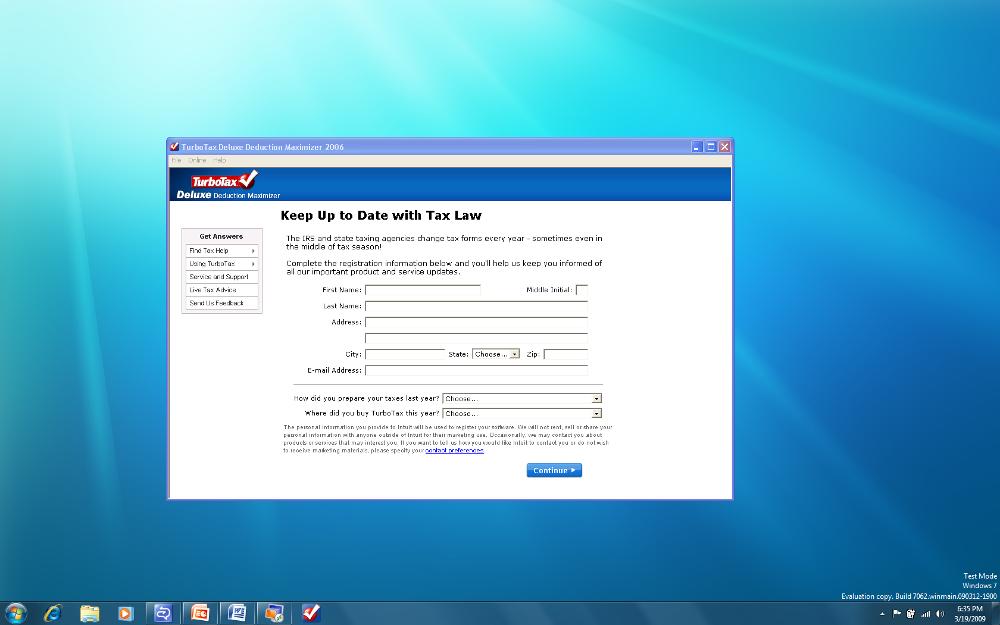 TurboTax Deluxe Deduction Maximizer 2006
File Online Help
TurboTax
Deluxe Deduction Maximizer
Keep Up to Date with Tax Law
Get Answers
Find Tax Help
Using TurboTax
Service and Support
Live Tax Advice
Send Us Feedback
The IRS and state taxing agencies change tax forms every year - sometimes even in
the middle of tax season!
Complete the registration information below and you'll help us keep you informed of
all our important product and service updates.
First Name: Middle Initial:
Last Name:
Address:
City: State: Choose... Zip:
E-mail Address:
How did you prepare your taxes last year? Choose...
Where did you buy TurboTax this year? Choose...
The personal information you provide to Intuit will be used to register your software. We will not rent, sell or share your
personal information with anyone outside of Intuit for their marketing use. Occasionally, we may contact you about
products or services that may interest you. If you want to tell us how you would like Intuit to contact you or do not wish
to receive marketing materials, please specify your contact preferences.
Continue
Test Mode
Windows 7
Evaluation copy. Build 7062.winmain.090312-1900
6:35 PM
3/19/2009